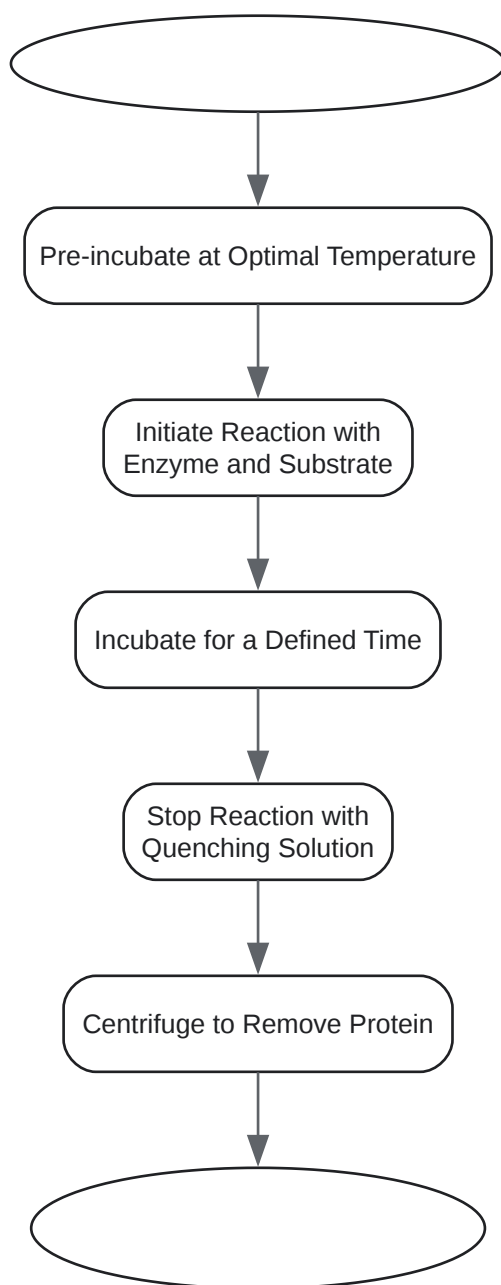 Pre-incubate at Optimal Temperature
Initiate Reaction with
Enzyme and Substrate
Incubate for a Defined Time
Stop Reaction with
Quenching Solution
Centrifuge to Remove Protein